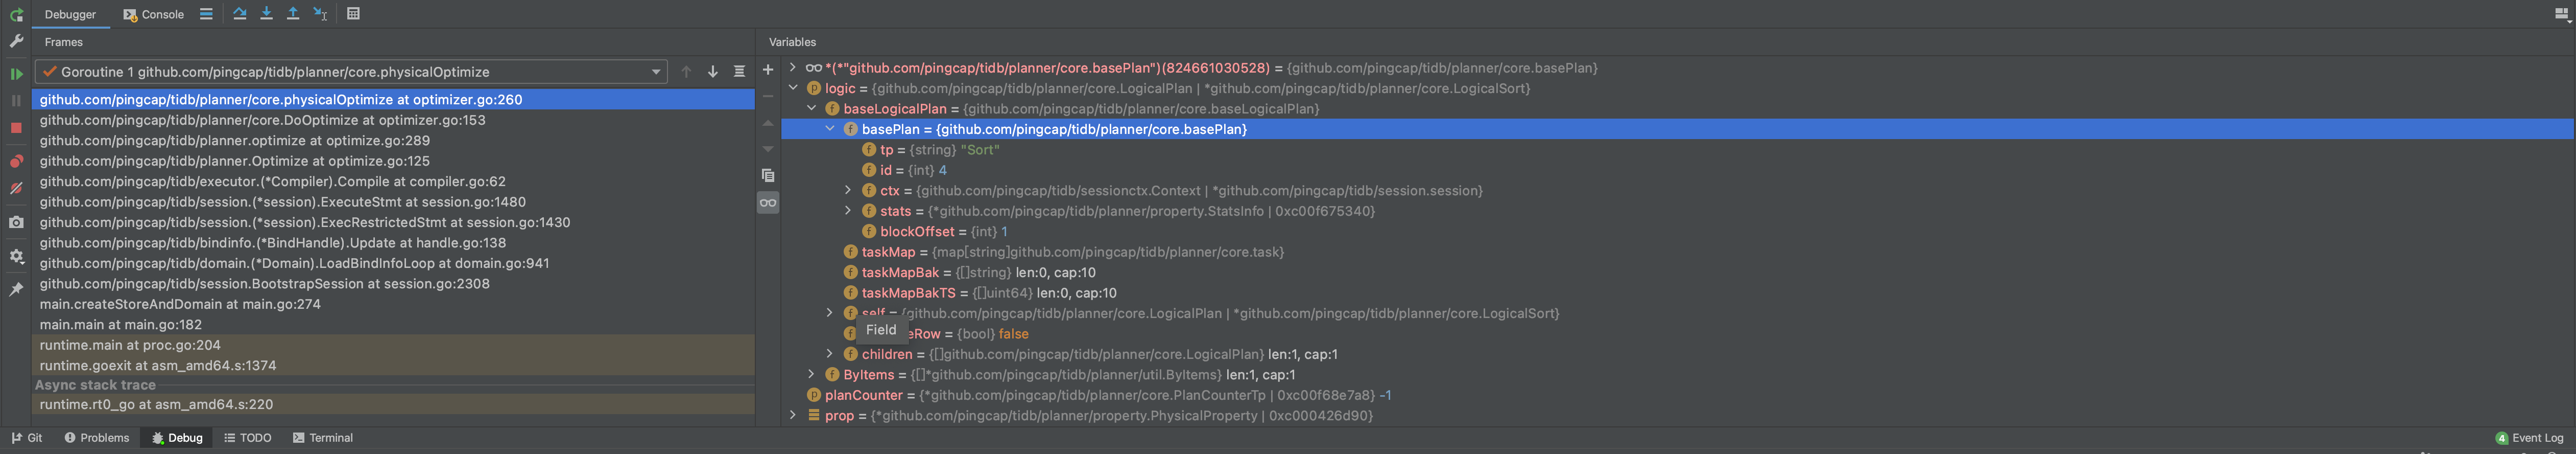 Debugger Console
Frames
Goroutine 1 github.com/pingcap/tidb/planner/core.physicalOptimize
github.com/pingcap/tidb/planner/core.physicalOptimize at optimizer.go:260
github.com/pingcap/tidb/planner/core.DoOptimize at optimizer.go:153
github.com/pingcap/tidb/planner.optimize at optimize.go:289
github.com/pingcap/tidb/planner.Optimize at optimize.go:125
github.com/pingcap/tidb/executor.(*Compiler).Compile at compiler.go:62
github.com/pingcap/tidb/session.(*session).ExecuteStmt at session.go:1480
github.com/pingcap/tidb/session.(*session).ExecRestrictedStmt at session.go:1430
github.com/pingcap/tidb/bindinfo.(*BindHandle).Update at handle.go:138
github.com/pingcap/tidb/domain.(*Domain).LoadBindInfoLoop at domain.go:941
github.com/pingcap/tidb/session.BootstrapSession at session.go:2308
main.createStoreAndDomain at main.go:274
main.main at main.go:182
runtime.main at proc.go:204
runtime.goexit at asm_amd64.s:1374
Async stack trace
runtime.rt0_go at asm_amd64.s:220
Variables
*(*"github.com/pingcap/tidb/planner/core.basePlan")(824661030528) = {github.com/pingcap/tidb/planner/core.basePlan}
logic = {github.com/pingcap/tidb/planner/core.LogicalPlan | *github.com/pingcap/tidb/planner/core.LogicalSort}
baseLogicalPlan = {github.com/pingcap/tidb/planner/core.baseLogicalPlan}
basePlan = {github.com/pingcap/tidb/planner/core.basePlan}
tp = {string} "Sort"
id = {int} 4
ctx = {github.com/pingcap/tidb/sessionctx.Context | *github.com/pingcap/tidb/session.session}
stats = {*github.com/pingcap/tidb/planner/property.StatsInfo | 0xc00f675340}
blockOffset = {int} 1
taskMap = {map[string]github.com/pingcap/tidb/planner/core.task}
taskMapBak = {[]string} len:0, cap:10
taskMapBakTS = {[]uint64} len:0, cap:10
self = {github.com/pingcap/tidb/planner/core.LogicalPlan | *github.com/pingcap/tidb/planner/core.LogicalSort}
Field eRow = {bool} false
children = {[]github.com/pingcap/tidb/planner/core.LogicalPlan} len:1, cap:1
ByItems = {[]*github.com/pingcap/tidb/planner/util.ByItems} len:1, cap:1
planCounter = {*github.com/pingcap/tidb/planner/core.PlanCounterTp | 0xc00f68e7a8} -1
prop = {*github.com/pingcap/tidb/planner/property.PhysicalProperty | 0xc000426d90}
Git Problems Debug TODO Terminal 4 Event Log